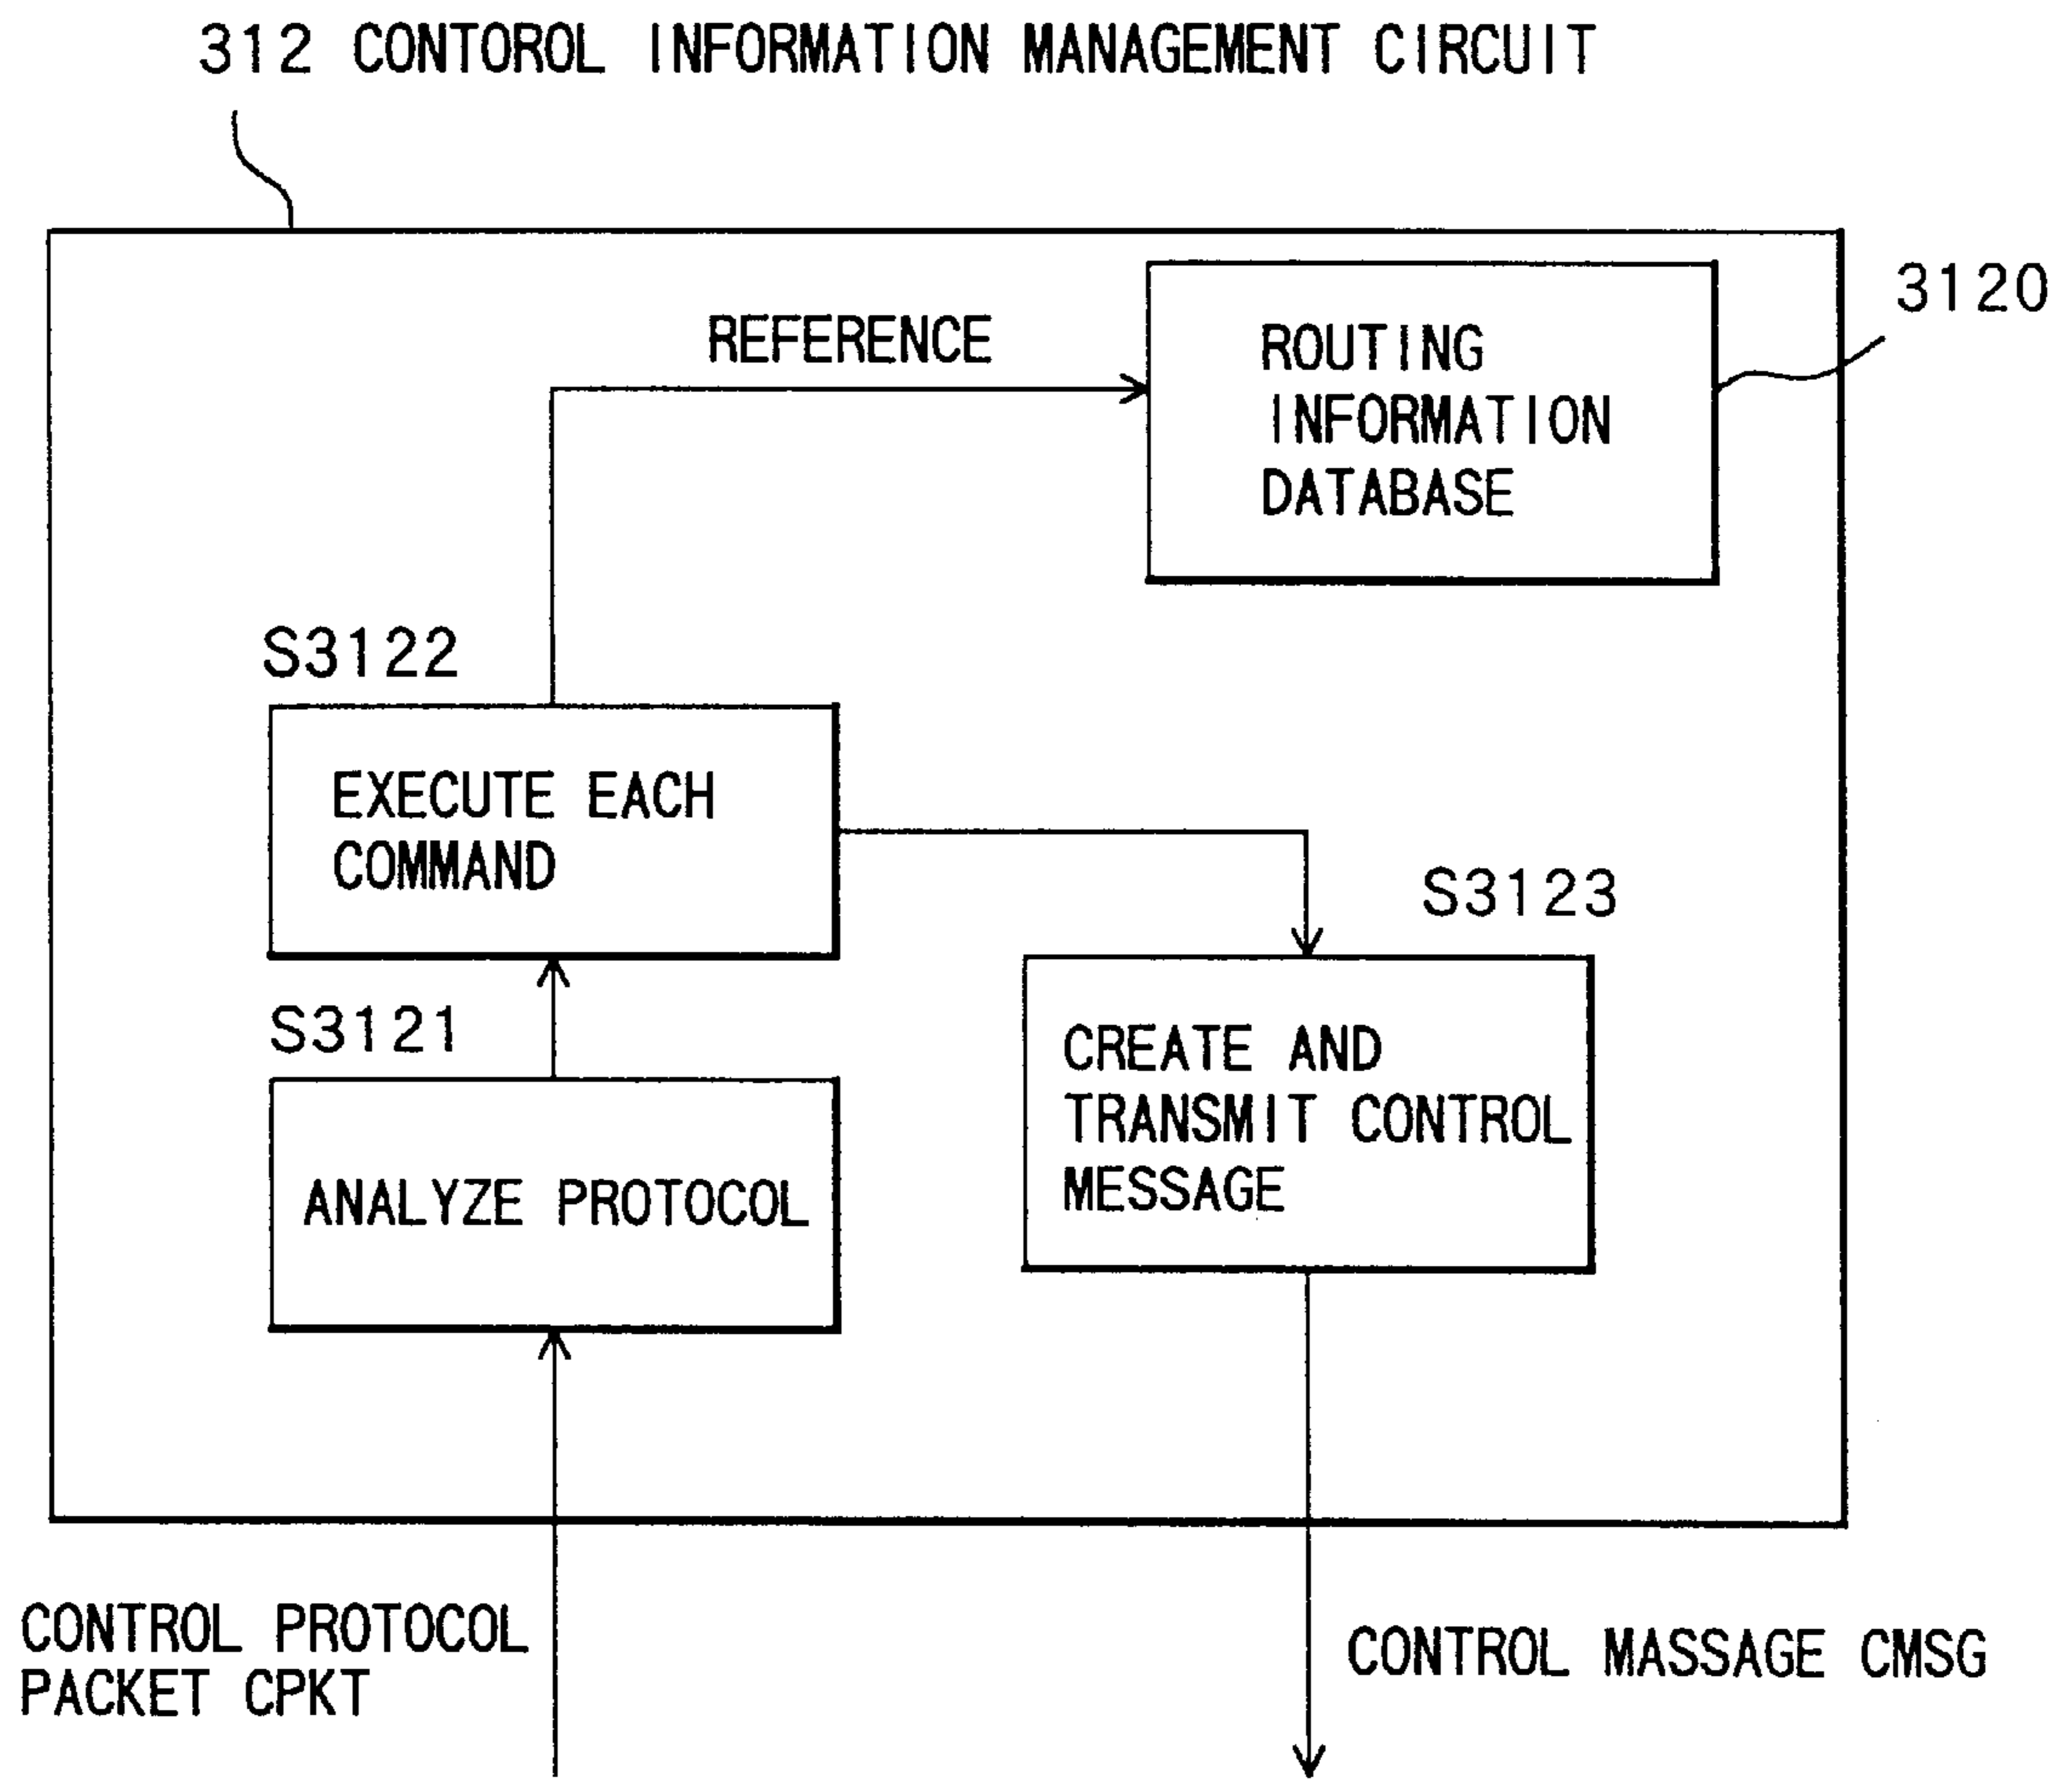 312 CONTOROL INFORMATION MANAGEMENT CIRCUIT
3120
REFERENCE
ROUTING
INFORMATION
DATABASE
S3122
EXECUTE EACH
COMMAND
S3123
S3121
CREATE AND
TRANSMIT CONTROL
MESSAGE
ANALYZE PROTOCOL
CONTROL PROTOCOL
PACKET CPKT
CONTROL MASSAGE CMSG